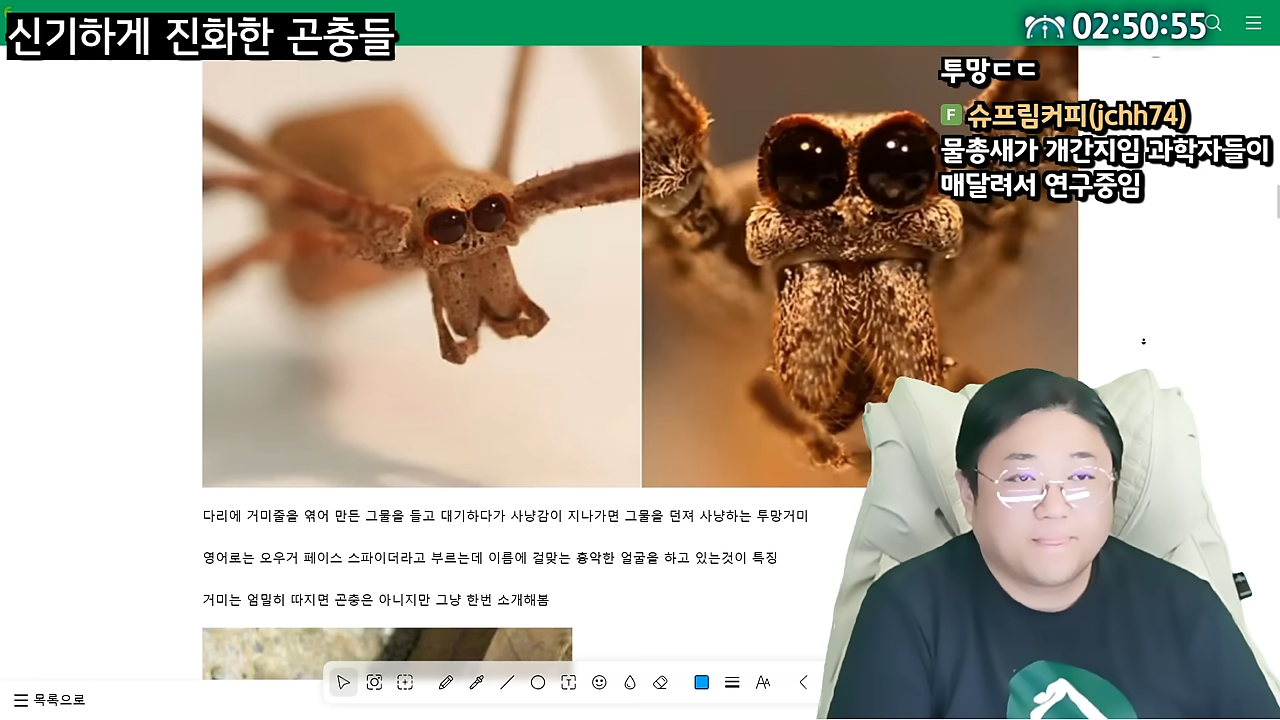 신기하게 진화한 곤충들
02:50:55
투망ㄷㄷ
F 슈프림커피(jchh74)
물총새가 개간지임 과학자들이
매달려서 연구중임
다리에 거미줄을 엮어 만든 그물을 들고 대기하다가 사냥감이 지나가면 그물을 던져 사냥하는 투망거미
영어로는 오우거 페이스 스파이더라고 부르는데 이름에 걸맞는 흉악한 얼굴을 하고 있는것이 특징
거미는 엄밀히 따지면 곤충은 아니지만 그냥 한번 소개해봄
목록으로